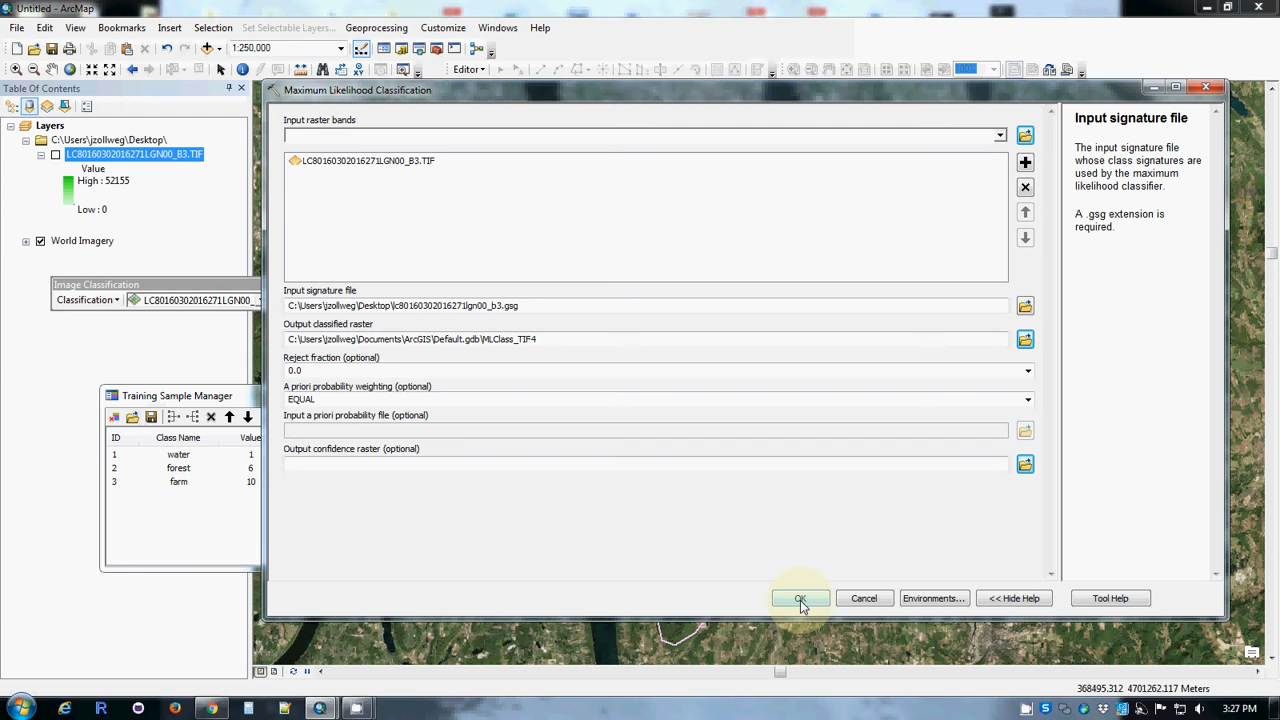 Untitled - ArcMap
File Edit View Bookmarks Insert Selection Set Selectable Layers... Geoprocessing Customize Windows Help
1:250,000
Editor
Table Of Contents
Layers
C:\Users\jzollweg\Desktop\
LC80160302016271LGN00_B3.TIF
Value
High : 52155
Low : 0
World Imagery
Image Classification
Classification LC80160302016271LGN00_
Training Sample Manager
ID Class Name Value
1 water 1
2 forest 6
3 farm 10
Maximum Likelihood Classification
Input raster bands
LC80160302016271LGN00_B3.TIF
Input signature file
C:\Users\jzollweg\Desktop\lc80160302016271lgn00_b3.gsg
Output classified raster
C:\Users\jzollweg\Documents\ArcGIS\Default.gdb\MLClass_TIF4
Reject fraction (optional)
0.0
A priori probability weighting (optional)
EQUAL
Input a priori probability file (optional)
Output confidence raster (optional)
OK Cancel Environments... << Hide Help Tool Help
Input signature file
The input signature file
whose class signatures are
used by the maximum
likelihood classifier.
A .gsg extension is
required.
368495.312 4701262.117 Meters
3:27 PM